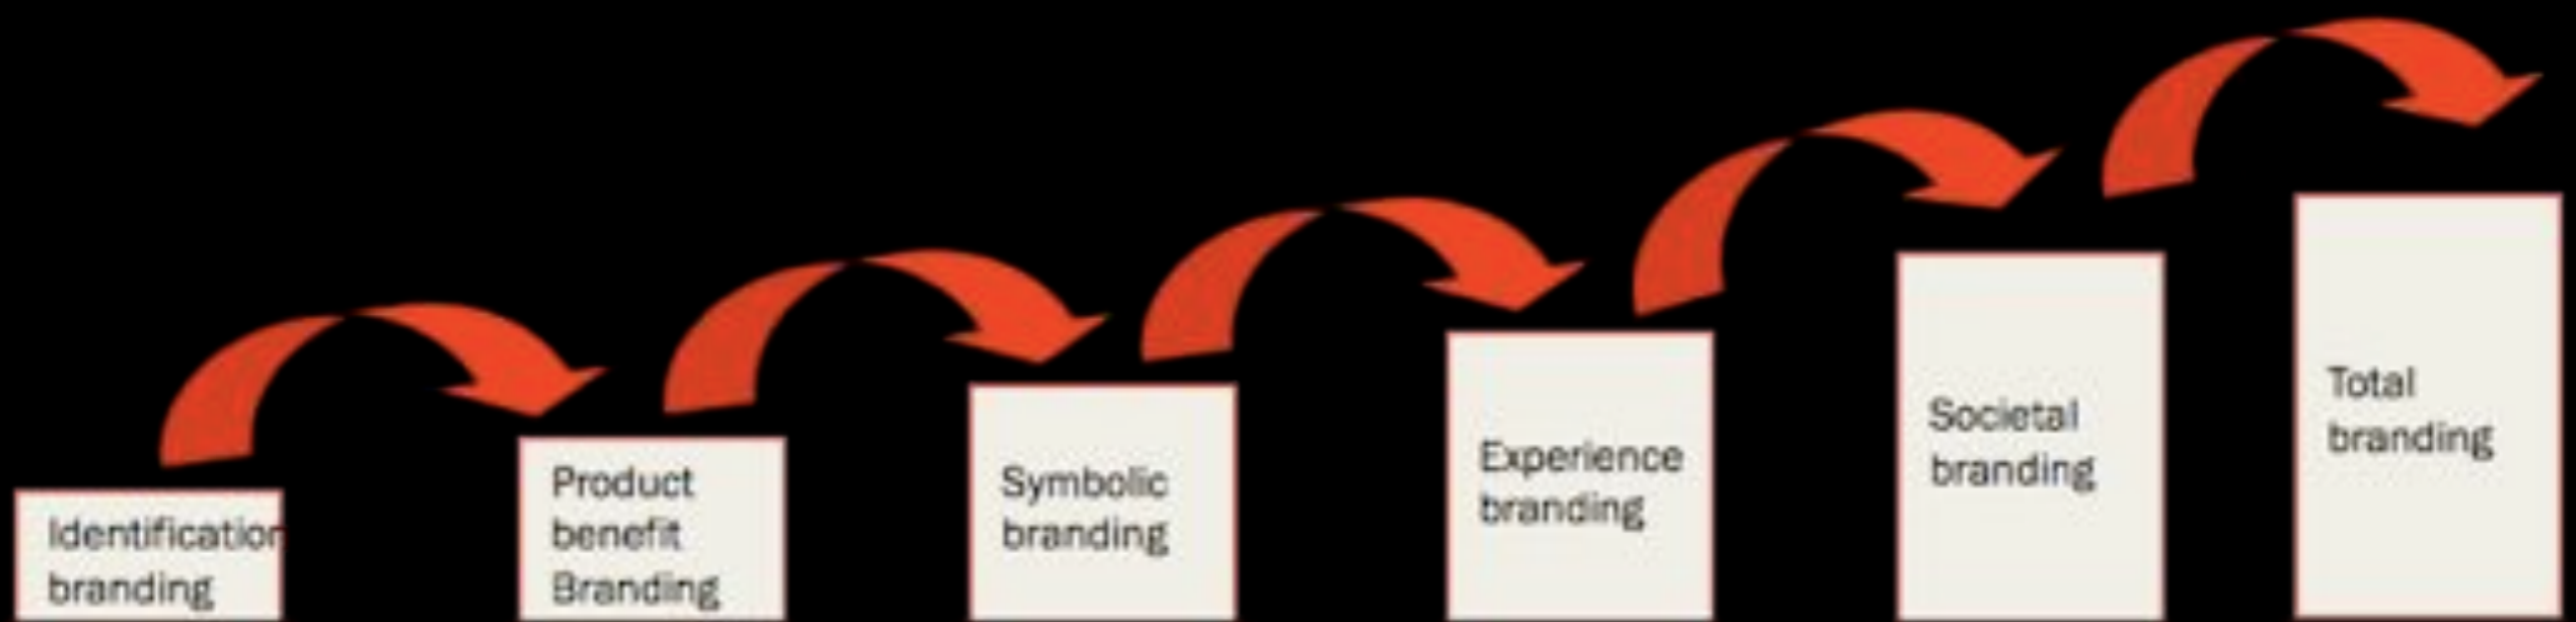 Identification
branding
Product
benefit
Branding
Symbolic
branding
Experience
branding
Societal
branding
Total
branding